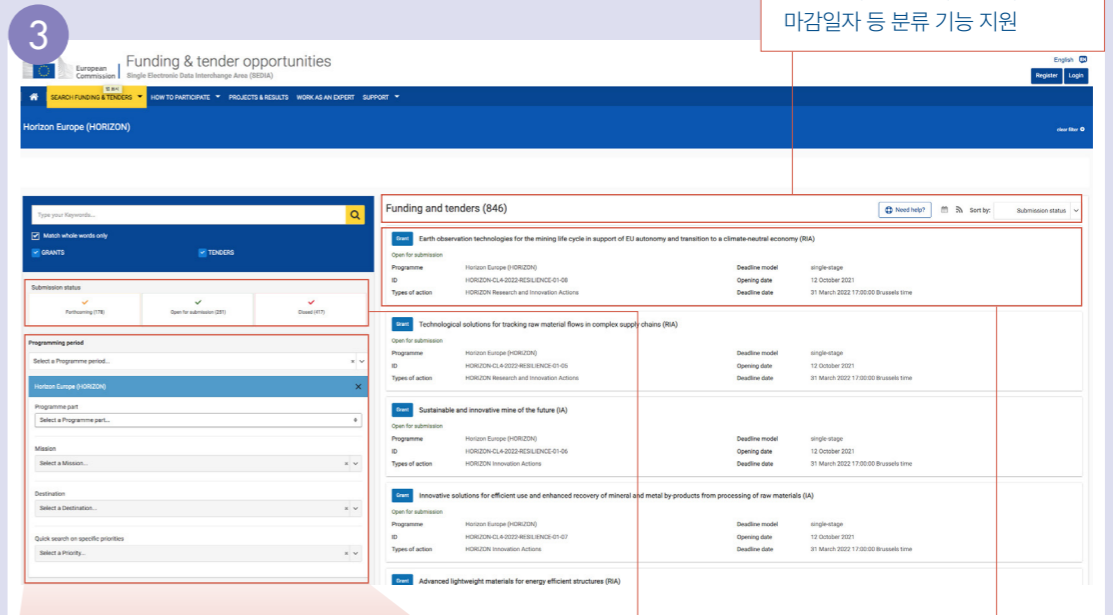 마감일자 등 분류 기능 지원
3
European Commission
Funding & tender opportunities
Single Electronic Data Interchange Area (SEDIA)
English EN
Register Login
SEARCH FUNDING & TENDERS HOW TO PARTICIPATE PROJECTS & RESULTS WORK AS AN EXPERT SUPPORT
Horizon Europe (HORIZON)
clear filter
Type your Keywords...
Match whole words only
GRANTS TENDERS
Submission status
Forthcoming (178) Open for submission (251) Closed (417)
Programming period
Select a Programme period...
Horizon Europe (HORIZON)
Programme part
Select a Programme part...
Mission
Select a Mission...
Destination
Select a Destination...
Quick search on specific priorities
Select a Priority...
Funding and tenders (846)
Need help? Sort by: Submission status
Grant Earth observation technologies for the mining life cycle in support of EU autonomy and transition to a climate-neutral economy (RIA)
Open for submission
Programme Horizon Europe (HORIZON) Deadline model single-stage
ID HORIZON-CL4-2022-RESILIENCE-01-08 Opening date 12 October 2021
Types of action HORIZON Research and Innovation Actions Deadline date 31 March 2022 17:00:00 Brussels time
Grant Technological solutions for tracking raw material flows in complex supply chains (RIA)
Open for submission
Programme Horizon Europe (HORIZON) Deadline model single-stage
ID HORIZON-CL4-2022-RESILIENCE-01-05 Opening date 12 October 2021
Types of action HORIZON Research and Innovation Actions Deadline date 31 March 2022 17:00:00 Brussels time
Grant Sustainable and innovative mine of the future (IA)
Open for submission
Programme Horizon Europe (HORIZON) Deadline model single-stage
ID HORIZON-CL4-2022-RESILIENCE-01-06 Opening date 12 October 2021
Types of action HORIZON Innovation Actions Deadline date 31 March 2022 17:00:00 Brussels time
Grant Innovative solutions for efficient use and enhanced recovery of mineral and metal by-products from processing of raw materials (IA)
Open for submission
Programme Horizon Europe (HORIZON) Deadline model single-stage
ID HORIZON-CL4-2022-RESILIENCE-01-07 Opening date 12 October 2021
Types of action HORIZON Innovation Actions Deadline date 31 March 2022 17:00:00 Brussels time
Grant Advanced lightweight materials for energy efficient structures (RIA)